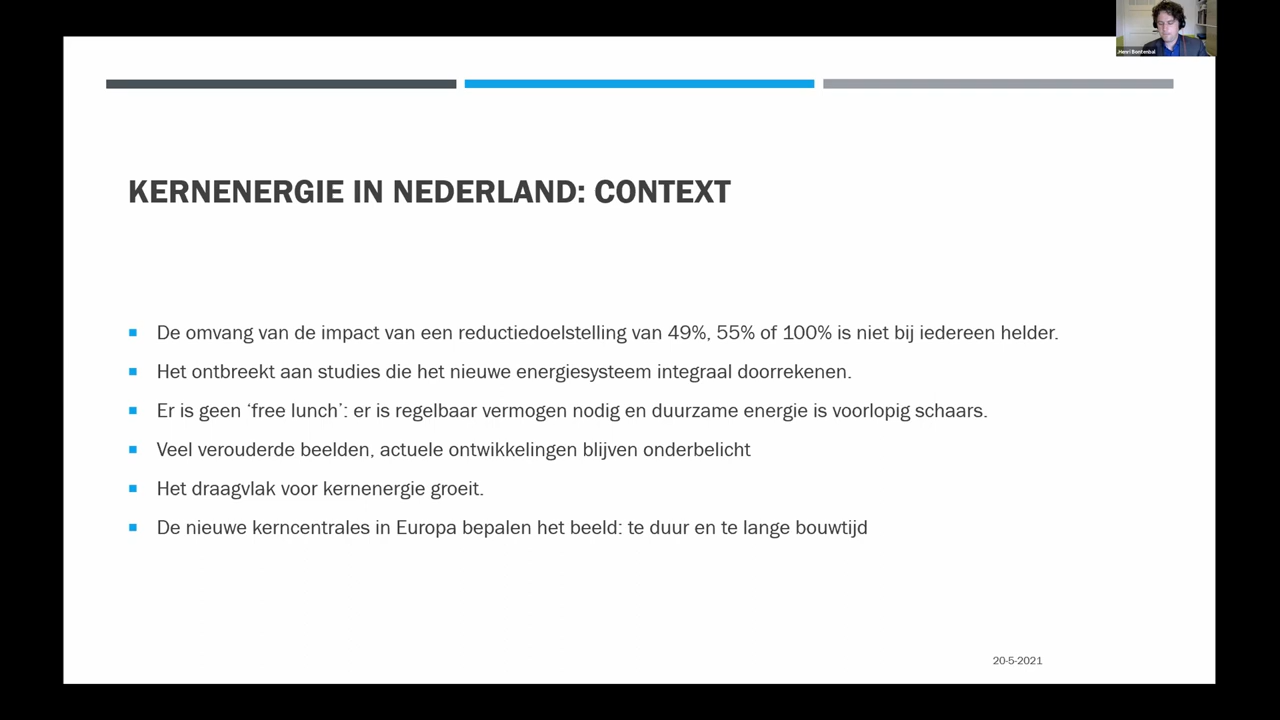 Henri Bontenbal
KERNENERGIE IN NEDERLAND: CONTEXT
De omvang van de impact van een reductiedoelstelling van 49%, 55% of 100% is niet bij iedereen helder.
Het ontbreekt aan studies die het nieuwe energiesysteem integraal doorrekenen.
Er is geen ‘free lunch’: er is regelbaar vermogen nodig en duurzame energie is voorlopig schaars.
Veel verouderde beelden, actuele ontwikkelingen blijven onderbelicht
Het draagvlak voor kernenergie groeit.
De nieuwe kerncentrales in Europa bepalen het beeld: te duur en te lange bouwtijd
20-5-2021